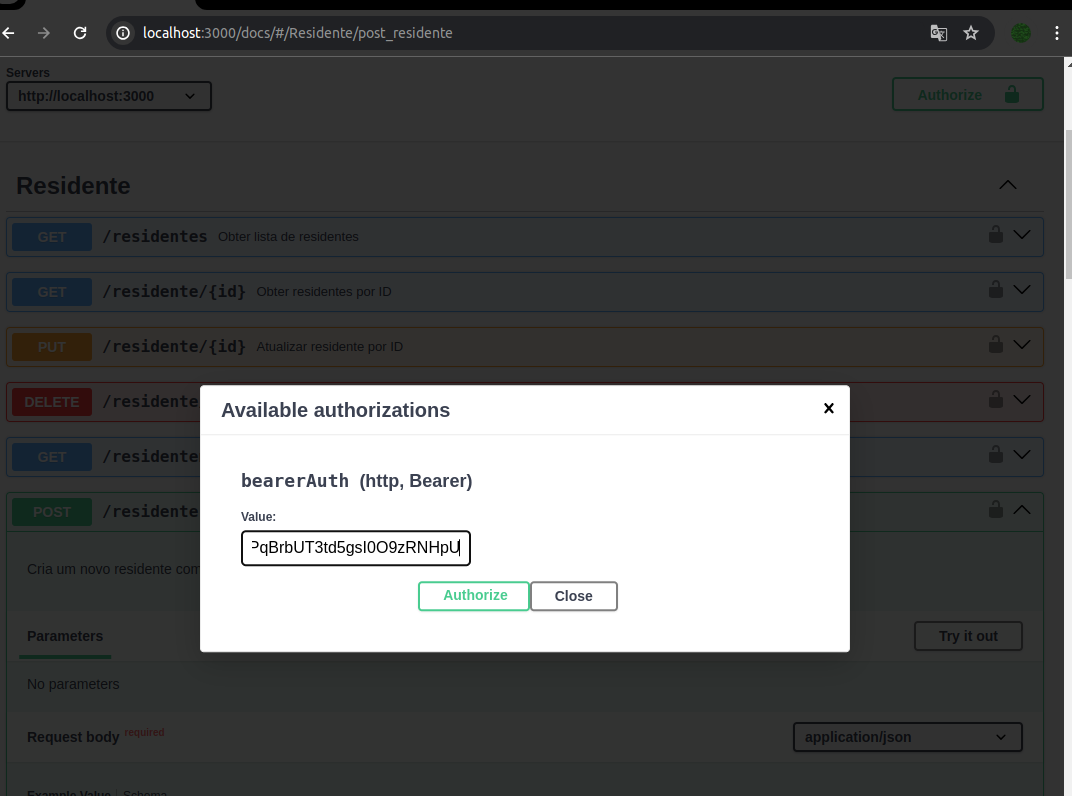 localhost:3000/docs/#/Residente/post_residente
Servers
http://localhost:3000
Authorize
Residente
GET /residentes Obter lista de residentes
GET /residente/{id} Obter residentes por ID
PUT /residente/{id} Atualizar residente por ID
DELETE /residente
Available authorizations
GET /residente
bearerAuth (http, Bearer)
POST /residente
Value:
PqBrbUT3td5gsI0O9zRNHpU
Cria um novo residente com
Authorize Close
Parameters Try it out
No parameters
Request body required application/json
Example Value Schema